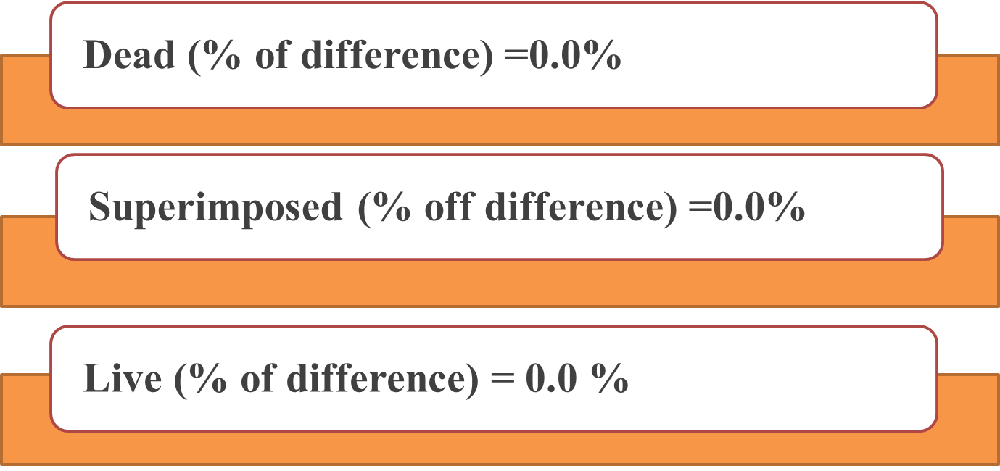 Dead (% of difference) =0.0%
Superimposed (% off difference) =0.0%
Live (% of difference) = 0.0 %